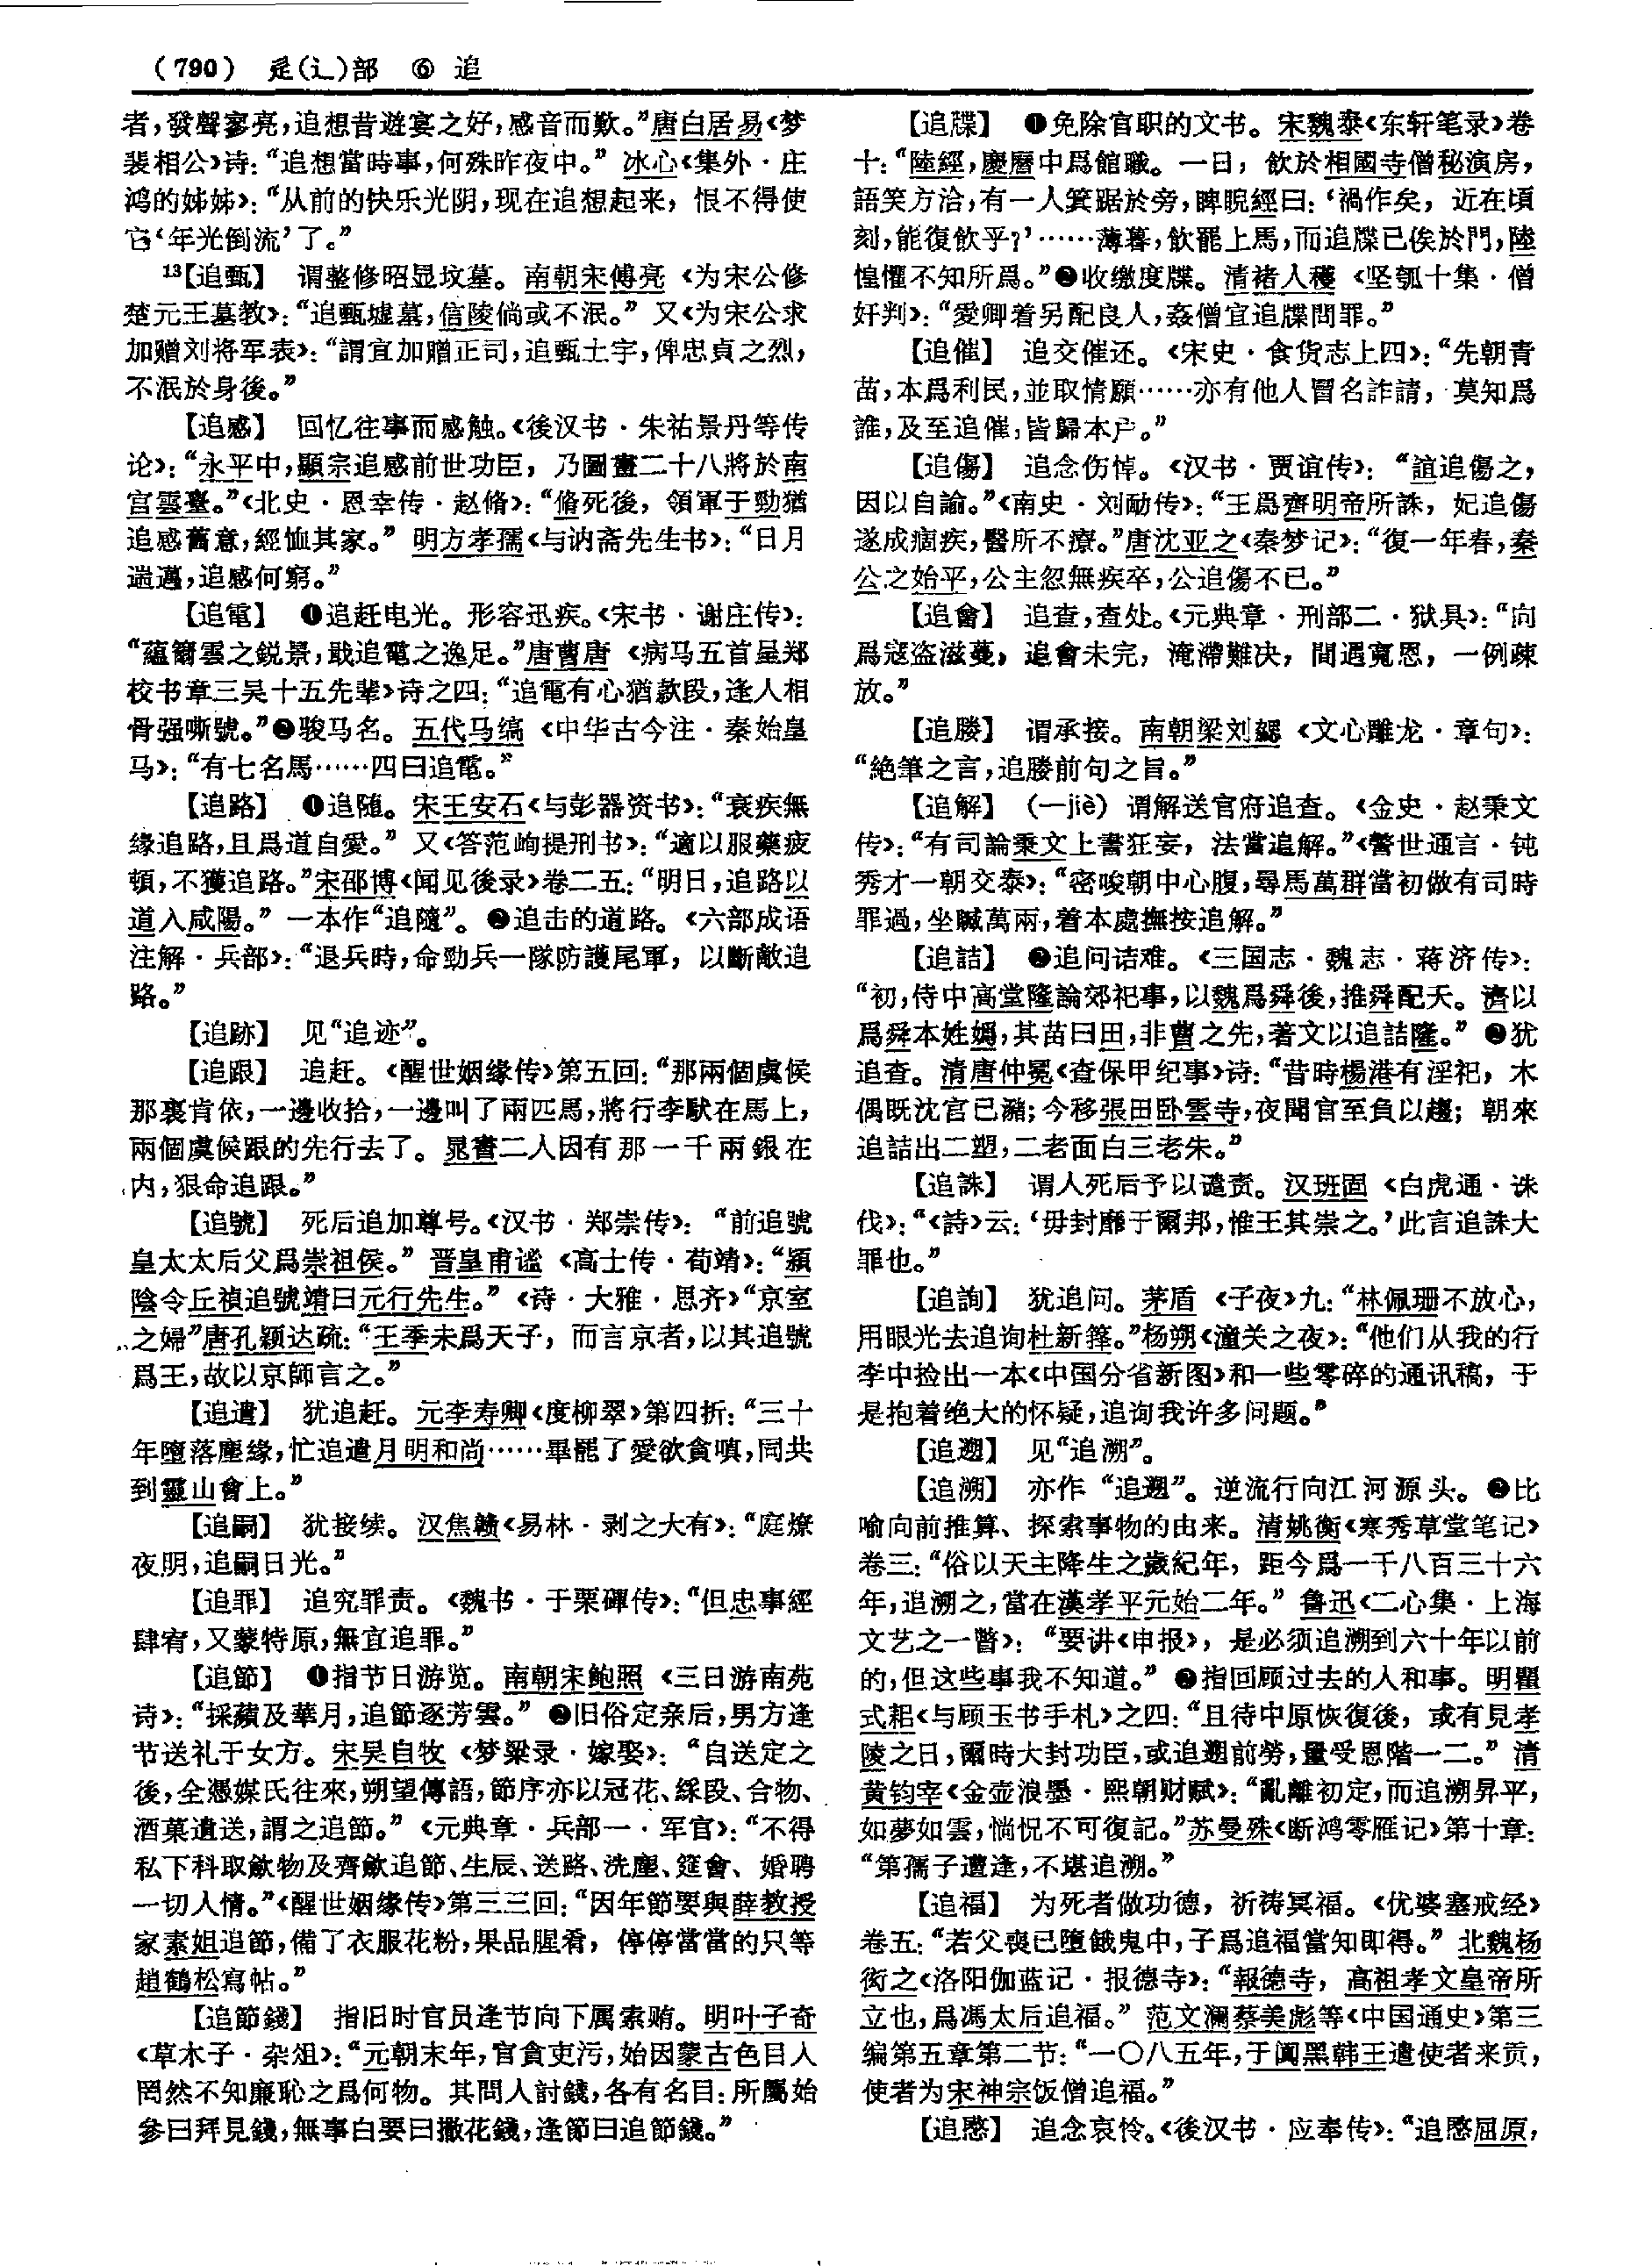 (790) 辵(辶)部 ⑥ 追
者，發聲寥亮，追想昔遊宴之好，感音而歎。”唐白居易《梦
裴相公》诗：“追想當時事，何殊昨夜中。” 冰心《集外·庄
鸿的姊姊》：“从前的快乐光阴，现在追想起来，恨不得使
它‘年光倒流’了。”
13【追甄】 谓整修昭显坟墓。南朝宋傅亮《为宋公修
楚元王墓教》：“追甄墟墓，信陵倘或不泯。” 又《为宋公求
加赠刘将军表》：“謂宜加贈正司，追甄土宇，俾忠貞之烈，
不泯於身後。”
【追感】 回忆往事而感触。《後汉书·朱祐景丹等传
论》：“永平中，顯宗追感前世功臣，乃圖畫二十八將於南
宫雲臺。”《北史·恩幸传·赵脩》：“脩死後，領軍于勁猶
追感舊意，經恤其家。” 明方孝孺《与讷斋先生书》：“日月
遄邁，追感何窮。”
【追電】 ❶追赶电光。形容迅疾。《宋书·谢庄传》：
“蘊籋雲之鋭景，戢追電之逸足。”唐曹唐《病马五首呈郑
校书章三吴十五先辈》诗之四：“追電有心猶款段，逢人相
骨强嘶號。”❷骏马名。五代马缟《中华古今注·秦始皇
马》：“有七名馬……四曰追電。”
【追路】 ❶追随。宋王安石《与彭器资书》：“衰疾無
緣追路，且爲道自愛。” 又《答范峋提刑书》：“適以服藥疲
頓，不獲追路。”宋邵博《闻见後录》卷二五：“明日，追路以
道入咸陽。” 一本作“追隨”。❷追击的道路。《六部成语
注解·兵部》：“退兵時，命勁兵一隊防護尾軍，以斷敵追
路。”
【追跡】 见“追迹”。
【追跟】 追赶。《醒世姻缘传》第五回：“那兩個虞候
那裏肯依，一邊收拾，一邊叫了兩匹馬，將行李馱在馬上，
兩個虞候跟的先行去了。晁書二人因有那一千兩銀在
内，狠命追跟。”
【追號】 死后追加尊号。《汉书·郑崇传》：“前追號
皇太太后父爲崇祖侯。” 晋皇甫谧《高士传·荀靖》：“潁
陰令丘禎追號靖曰元行先生。” 《诗·大雅·思齐》“京室
之婦”唐孔颖达疏：“王季未爲天子，而言京者，以其追號
爲王，故以京師言之。”
【追遣】 犹追赶。元李寿卿《度柳翠》第四折：“三十
年墮落塵緣，忙追遣月明和尚……畢罷了愛欲貪嗔，同共
到靈山會上。”
【追嗣】 犹接续。汉焦赣《易林·剥之大有》：“庭燎
夜明，追嗣日光。”
【追罪】 追究罪责。《魏书·于栗磾传》：“但忠事經
肆宥，又蒙特原，無宜追罪。”
【追節】 ❶指节日游览。南朝宋鲍照《三日游南苑
诗》：“採蘋及華月，追節逐芳雲。” ❷旧俗定亲后，男方逢
节送礼于女方。宋吴自牧《梦粱录·嫁娶》：“自送定之
後，全憑媒氏往來，朔望傳語，節序亦以冠花、綵段、合物、
酒菓遺送，謂之追節。” 《元典章·兵部一·军官》：“不得
私下科取斂物及齊斂追節、生辰、送路、洗塵、筵會、婚聘
一切人情。”《醒世姻缘传》第三三回：“因年節要與薛教授
家素姐追節，備了衣服花粉，果品腥肴，停停當當的只等
趙鶴松寫帖。”
【追節錢】 指旧时官员逢节向下属索贿。明叶子奇
《草木子·杂俎》：“元朝末年，官貪吏污，始因蒙古色目人
罔然不知廉恥之爲何物。其問人討錢，各有名目：所屬始
參曰拜見錢，無事白要曰撒花錢，逢節曰追節錢。”
【追牒】 ❶免除官职的文书。宋魏泰《东轩笔录》卷
十：“陸經，慶曆中爲館職。一日，飲於相國寺僧秘演房，
語笑方洽，有一人箕踞於旁，睥睨經曰：‘禍作矣，近在頃
刻，能復飲乎？’……薄暮，飲罷上馬，而追牒已俟於門，陸
惶懼不知所爲。”❷收缴度牒。清褚人穫《坚瓠十集·僧
奸判》：“愛卿着另配良人，姦僧宜追牒問罪。”
【追催】 追交催还。《宋史·食货志上四》：“先朝青
苗，本爲利民，並取情願……亦有他人冒名詐請，莫知爲
誰，及至追催，皆歸本户。”
【追傷】 追念伤悼。《汉书·贾谊传》：“誼追傷之，
因以自諭。”《南史·刘勔传》：“王爲齊明帝所誅，妃追傷
遂成痼疾，醫所不療。”唐沈亚之《秦梦记》：“復一年春，秦
公之始平，公主忽無疾卒，公追傷不已。”
【追會】 追查，查处。《元典章·刑部二·狱具》：“向
爲寇盗滋蔓，追會未完，淹滯難决，間遇寬恩，一例疎
放。”
【追媵】 谓承接。南朝梁刘勰《文心雕龙·章句》：
“絶筆之言，追媵前句之旨。”
【追解】 （—jiè）谓解送官府追查。《金史·赵秉文
传》：“有司論秉文上書狂妄，法當追解。”《警世通言·钝
秀才一朝交泰》：“密唆朝中心腹，尋馬萬群當初做有司時
罪過，坐贓萬兩，着本處撫按追解。”
【追詰】 ❷追问诘难。《三国志·魏志·蒋济传》：
“初，侍中高堂隆論郊祀事，以魏爲舜後，推舜配天。濟以
爲舜本姓嬀，其苗曰田，非曹之先，著文以追詰隆。” ❷犹
追查。清唐仲冕《查保甲纪事》诗：“昔時楊港有淫祀，木
偶既沈宫已瀦；今移張田卧雲寺，夜聞官至負以趨；朝來
追詰出二塑，二老面白三老朱。”
【追誅】 谓人死后予以谴责。汉班固《白虎通·诛
伐》：“《詩》云：‘毋封靡于爾邦，惟王其崇之。’此言追誅大
罪也。”
【追詢】 犹追问。茅盾《子夜》九：“林佩珊不放心，
用眼光去追询杜新箨。”杨朔《潼关之夜》：“他们从我的行
李中捡出一本《中国分省新图》和一些零碎的通讯稿，于
是抱着绝大的怀疑，追询我许多问题。”
【追遡】 见“追溯”。
【追溯】 亦作“追遡”。逆流行向江河源头。❷比
喻向前推算、探索事物的由来。清姚衡《寒秀草堂笔记》
卷三：“俗以天主降生之歲紀年，距今爲一千八百三十六
年，追溯之，當在漢孝平元始二年。” 鲁迅《二心集·上海
文艺之一瞥》：“要讲《申报》，是必须追溯到六十年以前
的，但这些事我不知道。” ❸指回顾过去的人和事。明瞿
式耜《与顾玉书手札》之四：“且待中原恢復後，或有見孝
陵之日，爾時大封功臣，或追遡前勞，量受恩階一二。” 清
黄钧宰《金壶浪墨·熙朝财赋》：“亂離初定，而追溯昇平，
如夢如雲，惝怳不可復記。”苏曼殊《断鸿零雁记》第十章：
“第孺子遭逢，不堪追溯。”
【追福】 为死者做功德，祈祷冥福。《优婆塞戒经》
卷五：“若父喪已墮餓鬼中，子爲追福當知即得。” 北魏杨
衒之《洛阳伽蓝记·报德寺》：“報德寺，高祖孝文皇帝所
立也，爲馮太后追福。” 范文澜蔡美彪等《中国通史》第三
编第五章第二节：“一〇八五年，于阗黑韩王遣使者来贡，
使者为宋神宗饭僧追福。”
【追愍】 追念哀怜。《後汉书·应奉传》：“追愍屈原，